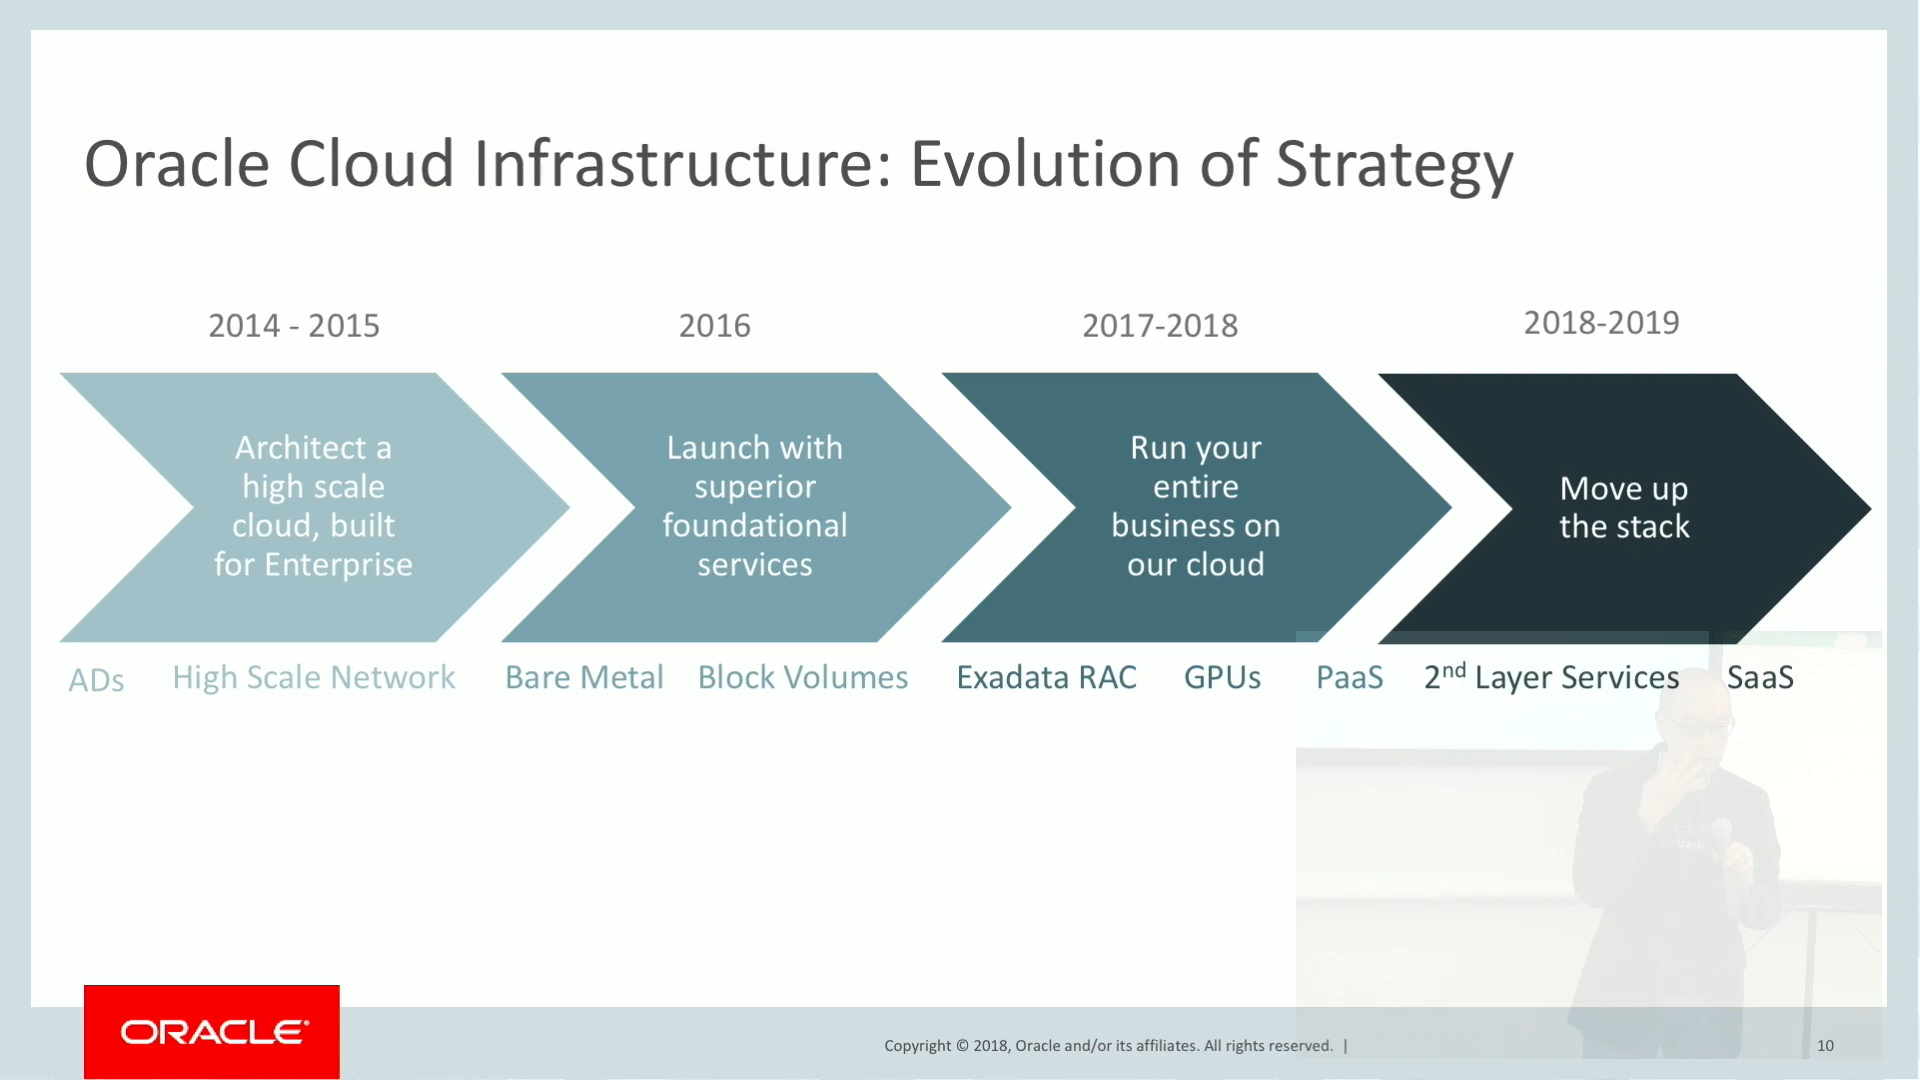 Oracle Cloud Infrastructure: Evolution of Strategy
2014 - 2015
2016
2017-2018
2018-2019
Architect a
high scale
cloud, built
for Enterprise
Launch with
superior
foundational
services
Run your
entire
business on
our cloud
Move up
the stack
ADs High Scale Network Bare Metal Block Volumes Exadata RAC GPUs PaaS 2nd Layer Services SaaS
ORACLE®
Copyright © 2018, Oracle and/or its affiliates. All rights reserved. |
10